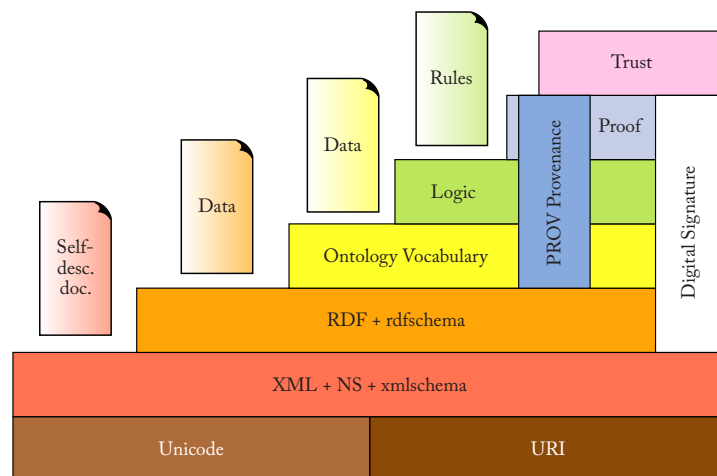 Trust
Rules
Proof
Data
Logic
PROV Provenance
Digital Signature
Data
Ontology Vocabulary
Self-
desc.
doc.
RDF + rdfschema
XML + NS + xmlschema
Unicode
URI